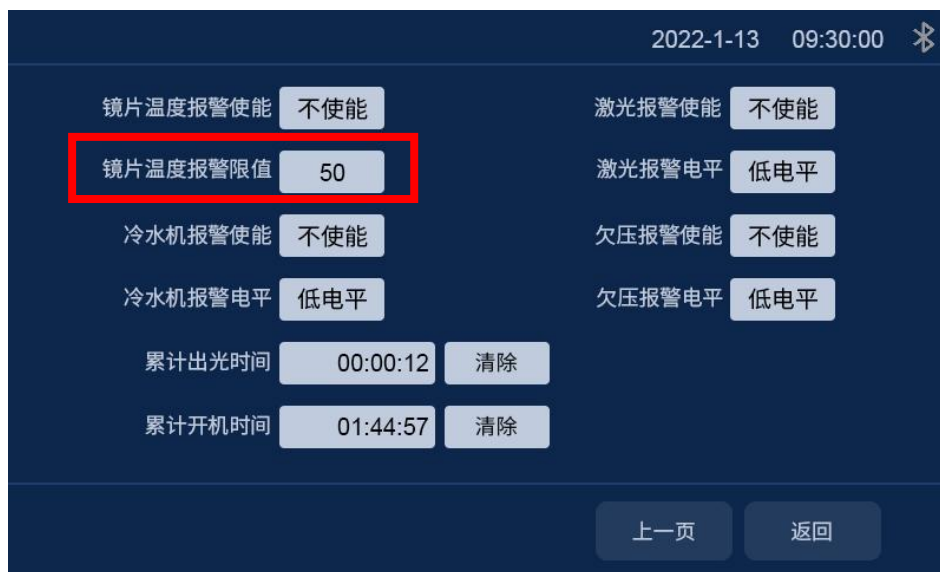 2022-1-13 09:30:00
镜片温度报警使能 不使能 激光报警使能 不使能
镜片温度报警限值 50 激光报警电平 低电平
冷水机报警使能 不使能 欠压报警使能 不使能
冷水机报警电平 低电平 欠压报警电平 低电平
累计出光时间 00:00:12 清除
累计开机时间 01:44:57 清除
上一页 返回